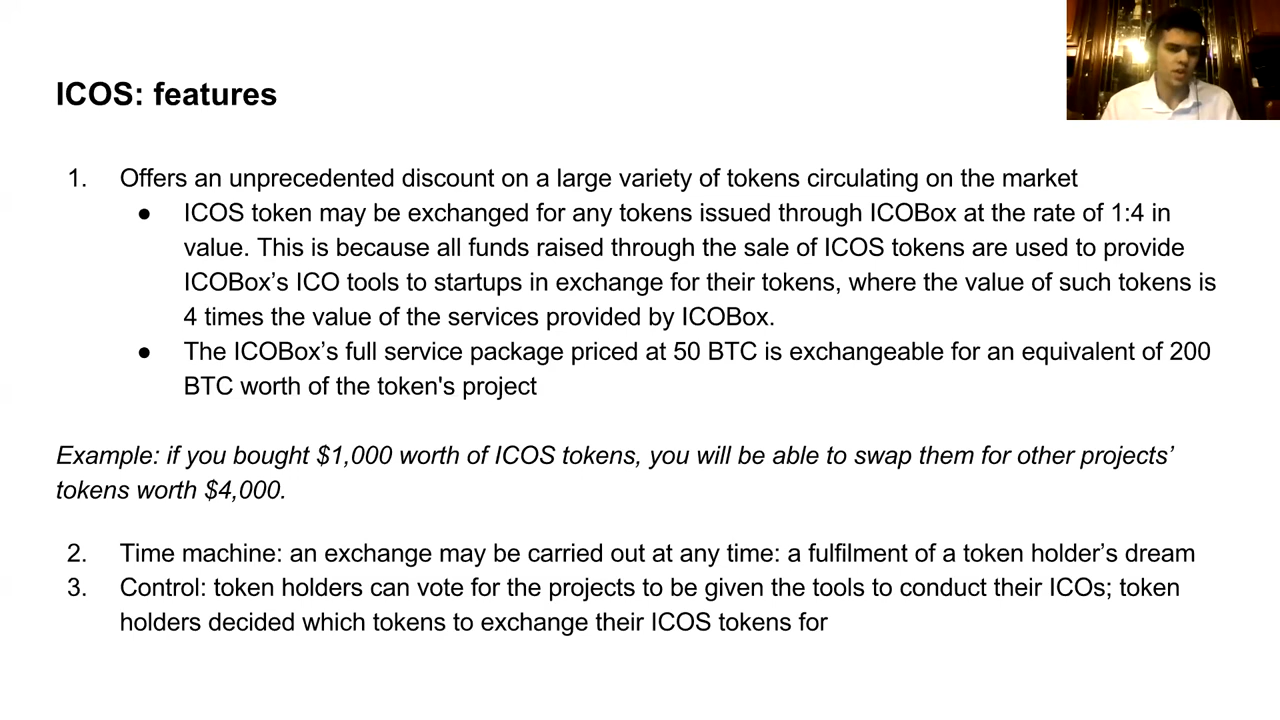 ICOS: features
1. Offers an unprecedented discount on a large variety of tokens circulating on the market
● ICOS token may be exchanged for any tokens issued through ICOBox at the rate of 1:4 in
value. This is because all funds raised through the sale of ICOS tokens are used to provide
ICOBox’s ICO tools to startups in exchange for their tokens, where the value of such tokens is
4 times the value of the services provided by ICOBox.
● The ICOBox’s full service package priced at 50 BTC is exchangeable for an equivalent of 200
BTC worth of the token's project
Example: if you bought $1,000 worth of ICOS tokens, you will be able to swap them for other projects’
tokens worth $4,000.
2. Time machine: an exchange may be carried out at any time: a fulfilment of a token holder’s dream
3. Control: token holders can vote for the projects to be given the tools to conduct their ICOs; token
holders decided which tokens to exchange their ICOS tokens for